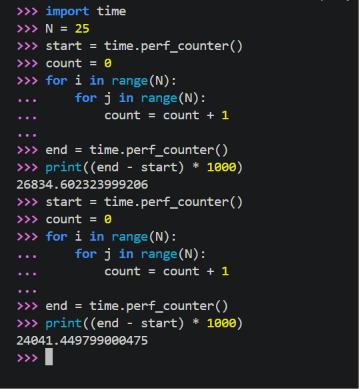 >>> import time
>>> N = 25
>>> start = time.perf_counter()
>>> count = 0
>>> for i in range(N):
...     for j in range(N):
...         count = count + 1
...
>>> end = time.perf_counter()
>>> print((end - start) * 1000)
26834.602323999206
>>> start = time.perf_counter()
>>> count = 0
>>> for i in range(N):
...     for j in range(N):
...         count = count + 1
...
>>> end = time.perf_counter()
>>> print((end - start) * 1000)
24041.449799000475
>>>